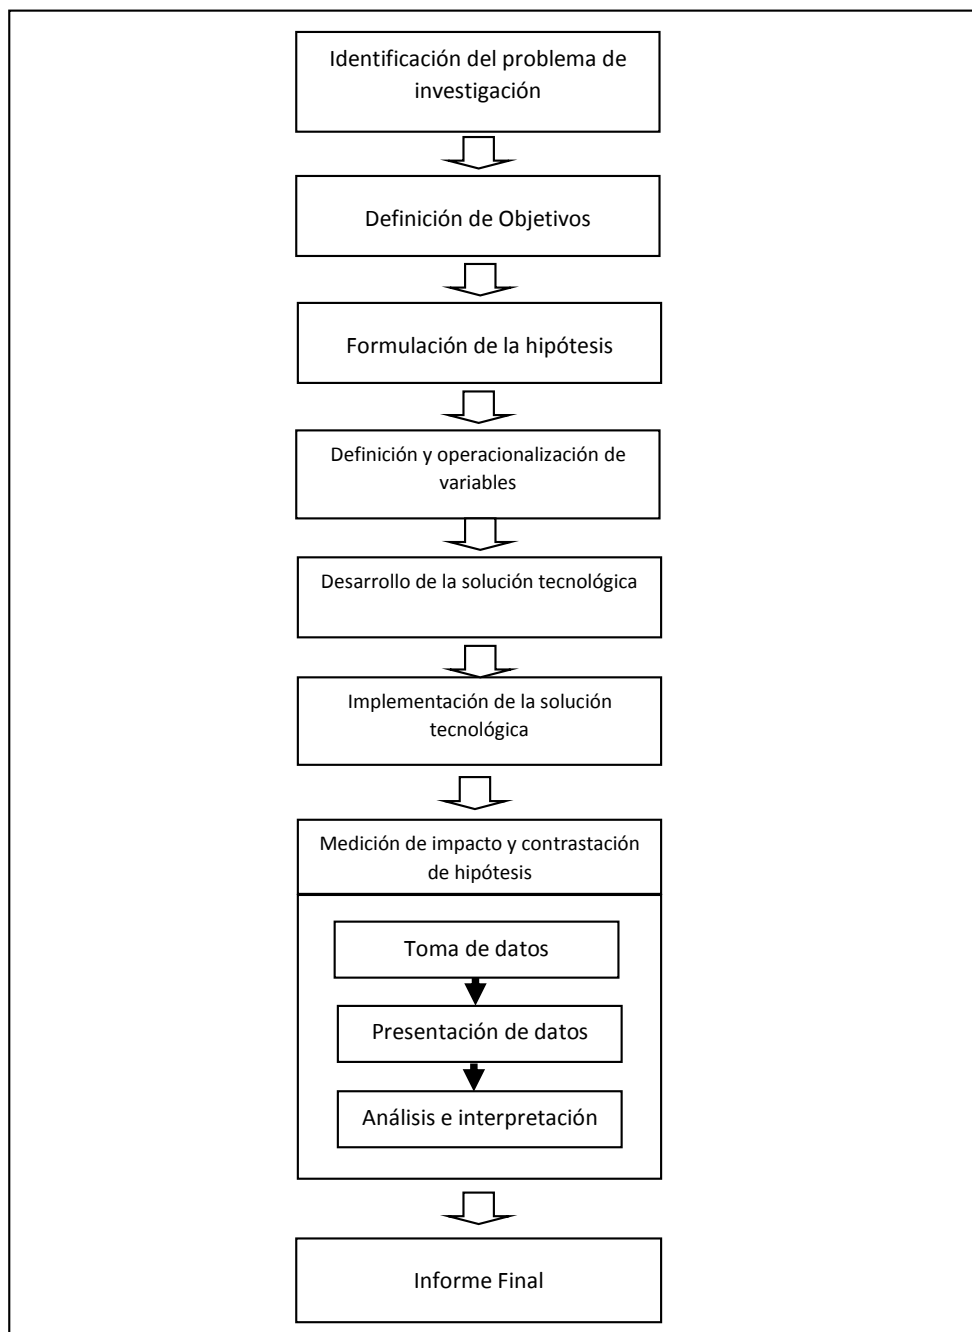 Identificación del problema de
investigación
Definición de Objetivos
Formulación de la hipótesis
Definición y operacionalización de
variables
Desarrollo de la solución tecnológica
Implementación de la solución
tecnológica
Medición de impacto y contrastación
de hipótesis
Toma de datos
Presentación de datos
Análisis e interpretación
Informe Final